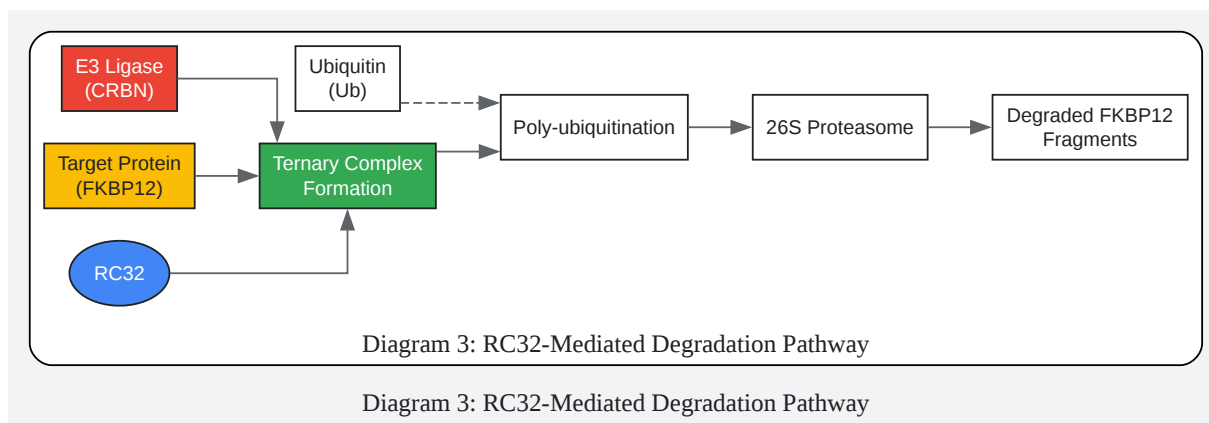 E3 Ligase
(CRBN)
Ubiquitin
(Ub)
Poly-ubiquitination
26S Proteasome
Degraded FKBP12
Fragments
Target Protein
(FKBP12)
Ternary Complex
Formation
RC32
Diagram 3: RC32-Mediated Degradation Pathway
Diagram 3: RC32-Mediated Degradation Pathway